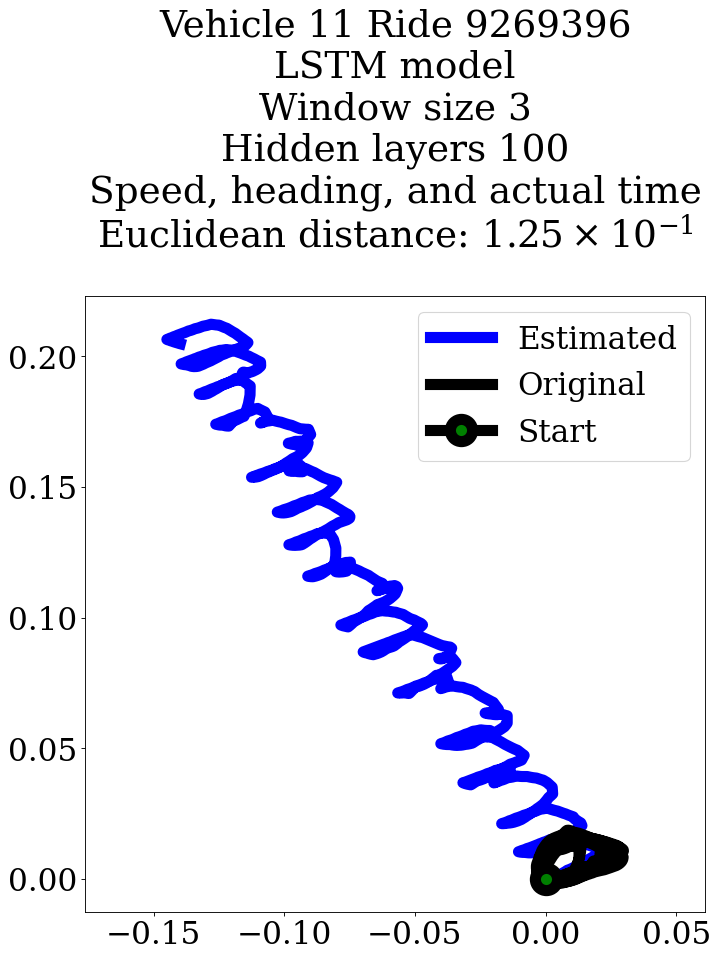 Vehicle 11 Ride 9269396
LSTM model
Window size 3
Hidden layers 100
Speed, heading, and actual time
Euclidean distance: 1.25 × 10⁻¹
Estimated
Original
Start
0.20
0.15
0.10
0.05
0.00
−0.15 −0.10 −0.05 0.00 0.05